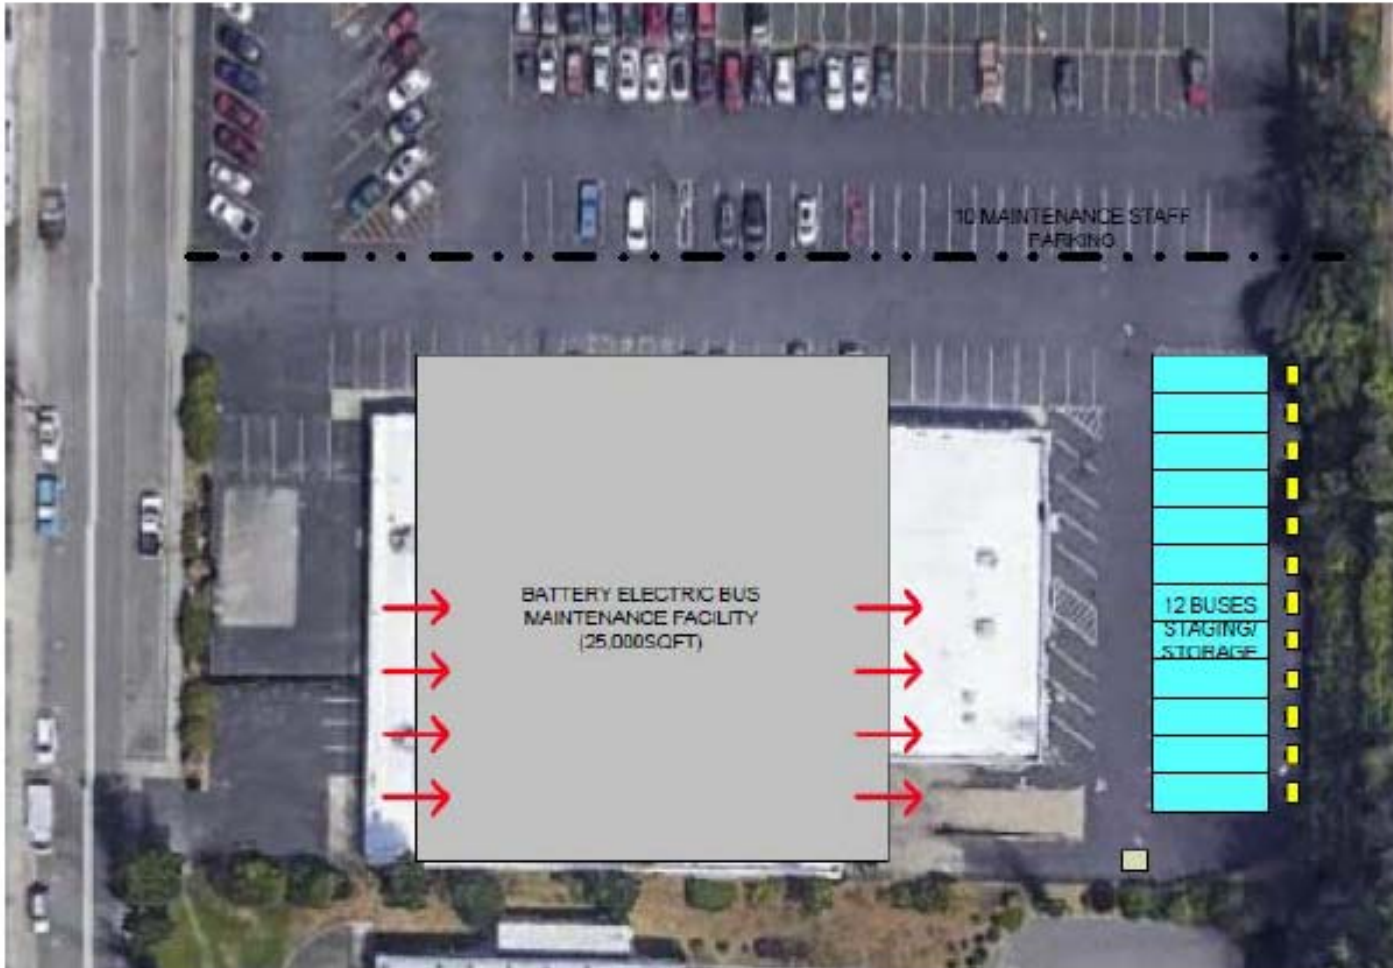 10 MAINTENANCE STAFF
PARKING
BATTERY ELECTRIC BUS
MAINTENANCE FACILITY
(25,000SQFT)
12 BUSES
STAGING/
STORAGE